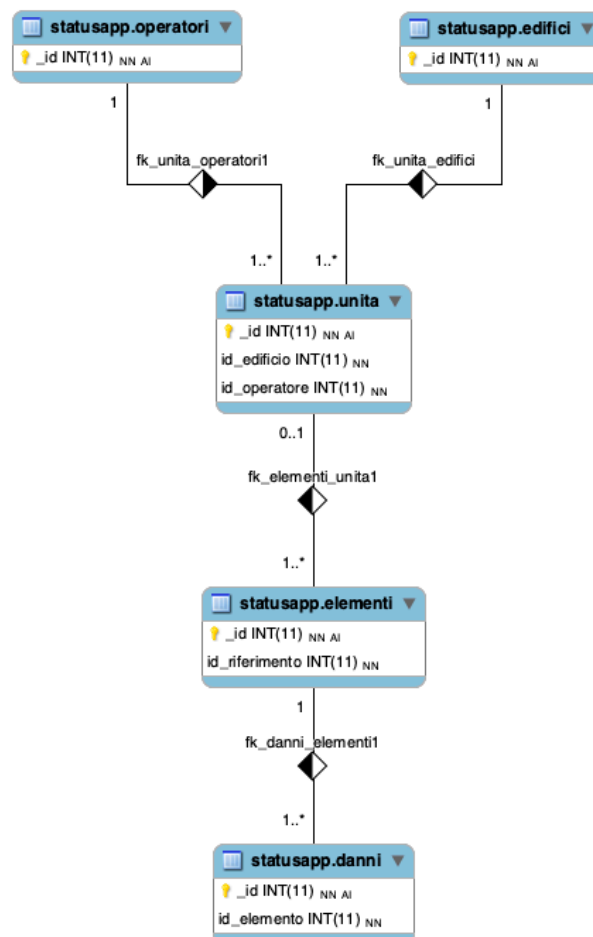 statusapp.operatori
_id INT(11) NN AI
statusapp.edifici
_id INT(11) NN AI
1
1
fk_unita_operatori1
fk_unita_edifici
1..*
1..*
statusapp.unita
_id INT(11) NN AI
id_edificio INT(11) NN
id_operatore INT(11) NN
0..1
fk_elementi_unita1
1..*
statusapp.elementi
_id INT(11) NN AI
id_riferimento INT(11) NN
1
fk_danni_elementi1
1..*
statusapp.danni
_id INT(11) NN AI
id_elemento INT(11) NN